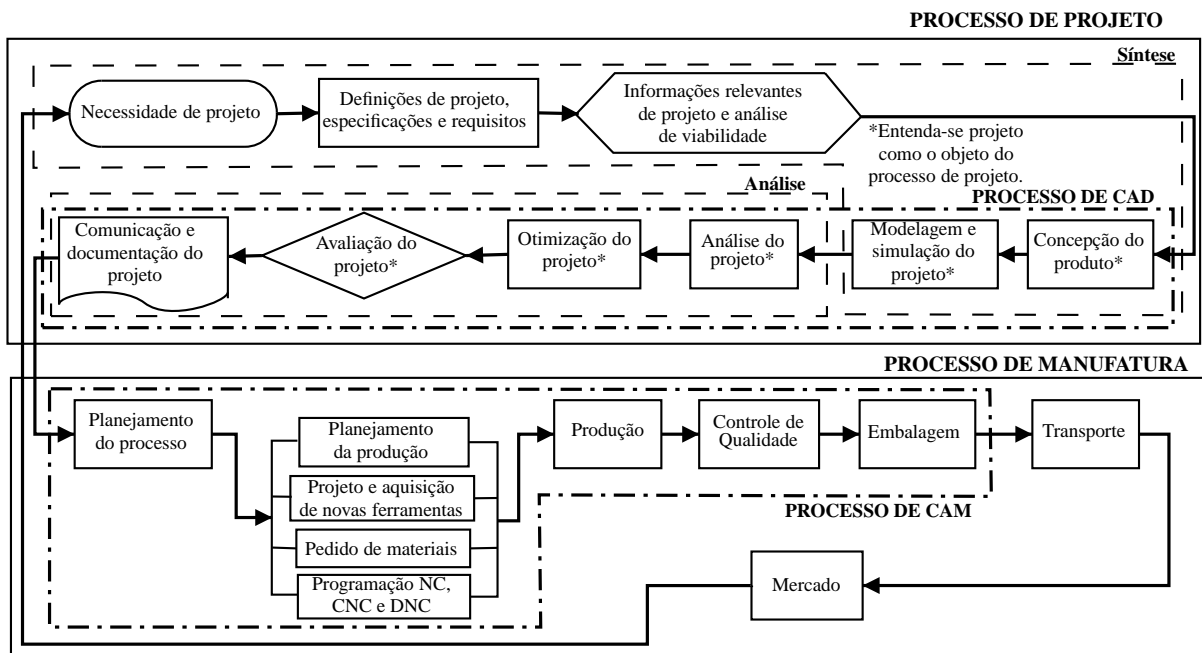 PROCESSO DE PROJETO
Síntese
Necessidade de projeto
Definições de projeto,
especificações e requisitos
Informações relevantes
de projeto e análise
de viabilidade
*Entenda-se projeto
como o objeto do
processo de projeto.
Análise
PROCESSO DE CAD
Comunicação e
documentação do
projeto
Avaliação do
projeto*
Otimização do
projeto*
Análise do
projeto*
Modelagem e
simulação do
projeto*
Concepção do
produto*
PROCESSO DE MANUFATURA
Planejamento
do processo
Planejamento
da produção
Projeto e aquisição
de novas ferramentas
Pedido de materiais
Programação NC,
CNC e DNC
Produção
Controle de
Qualidade
Embalagem
Transporte
PROCESSO DE CAM
Mercado